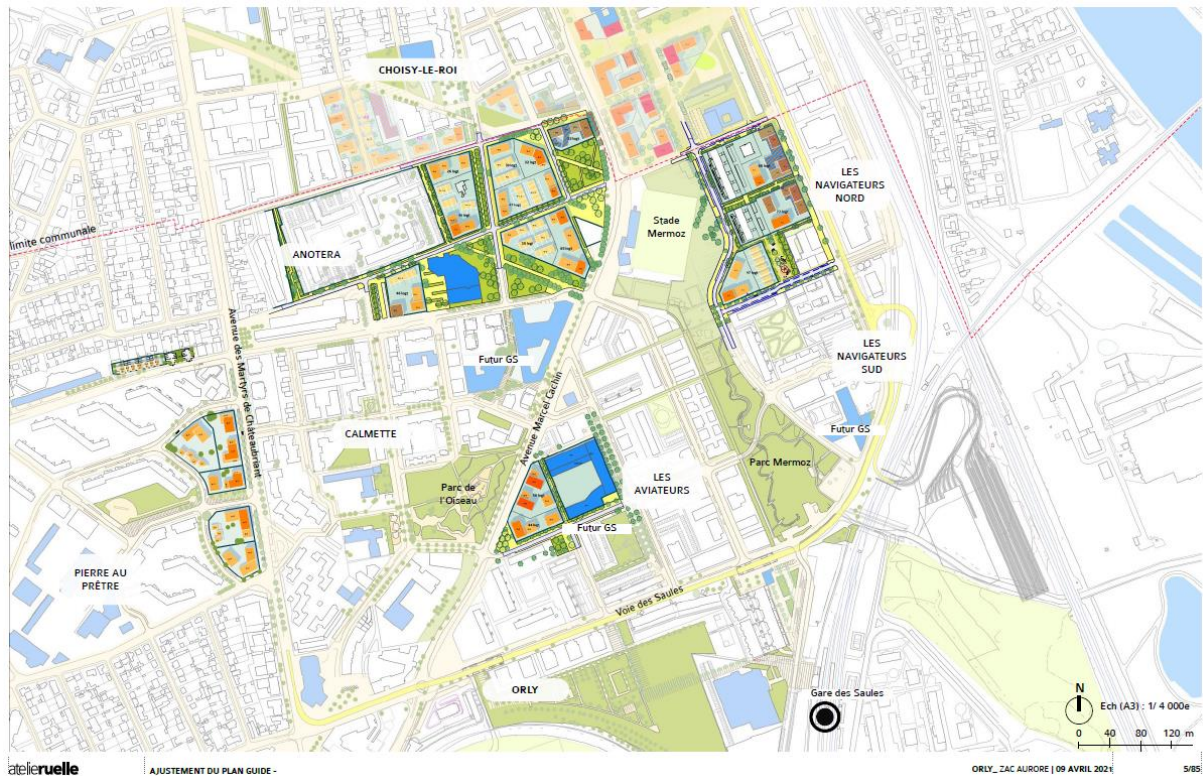 CHOISY-LE-ROI
LES
NAVIGATEURS
NORD
Stade
Mermoz
limite communale
ANOTERA
Avenue des Martyrs de Châteaubriant
Futur GS
LES
NAVIGATEURS
SUD
Avenue Marcel Cachin
CALMETTE
Futur GS
Parc de
l'Oiseau
LES
AVIATEURS
Parc Mermoz
Futur GS
PIERRE AU
PRÊTRE
Voie des Saules
ORLY
Gare des Saules
N
Ech (A3) : 1/ 4 000e
0 40 80 120 m
atelieruelle
AJUSTEMENT DU PLAN GUIDE -
ORLY_ ZAC AURORE | 09 AVRIL 2021
5/85